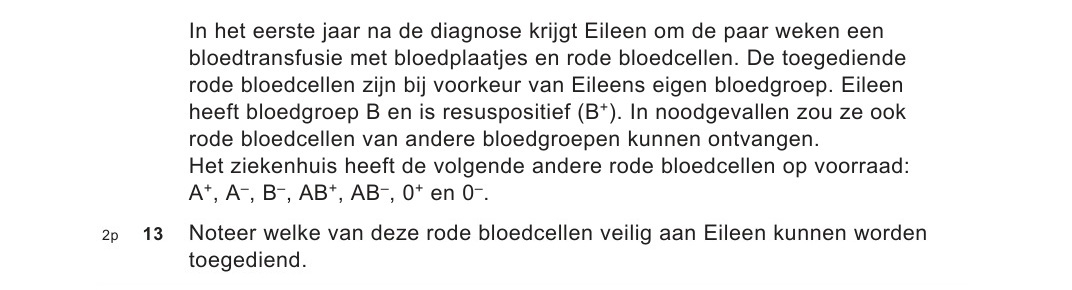 In het eerste jaar na de diagnose krijgt Eileen om de paar weken een
bloedtransfusie met bloedplaatjes en rode bloedcellen. De toegediende
rode bloedcellen zijn bij voorkeur van Eileens eigen bloedgroep. Eileen
heeft bloedgroep B en is resuspositief (B⁺). In noodgevallen zou ze ook
rode bloedcellen van andere bloedgroepen kunnen ontvangen.
Het ziekenhuis heeft de volgende andere rode bloedcellen op voorraad:
A⁺, A⁻, B⁻, AB⁺, AB⁻, 0⁺ en 0⁻.
2p 13 Noteer welke van deze rode bloedcellen veilig aan Eileen kunnen worden
toegediend.